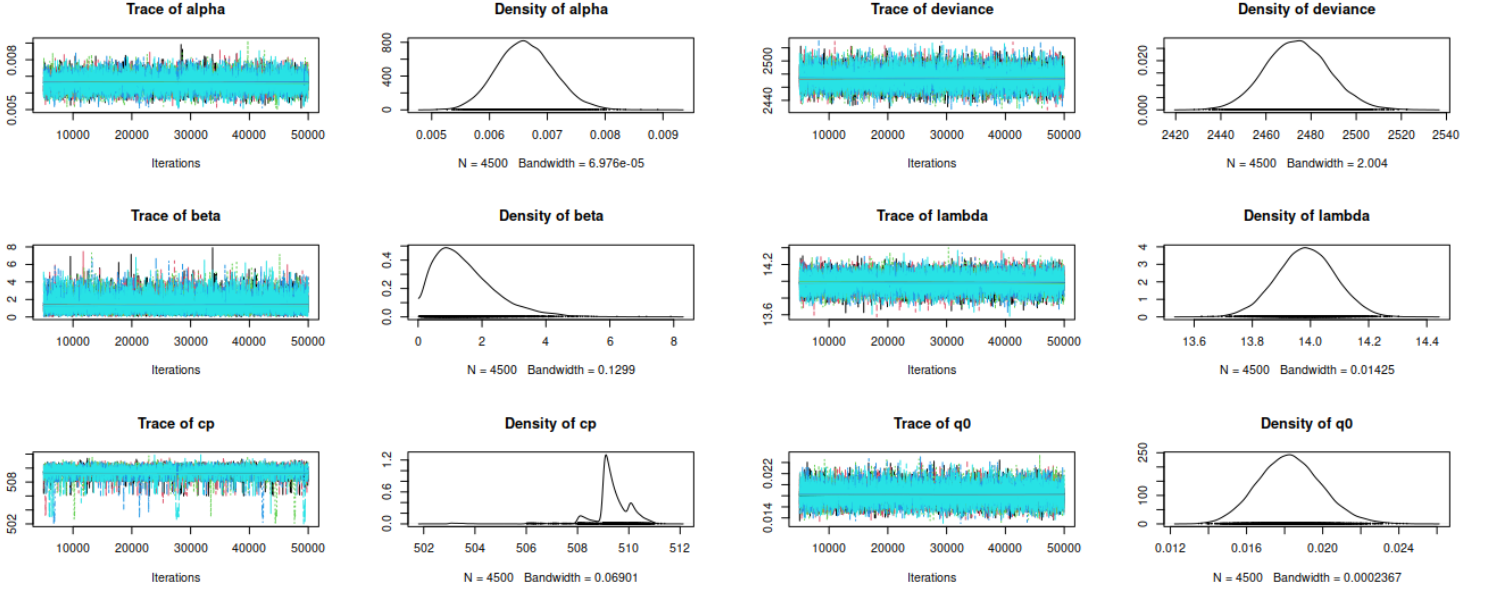 Trace of alpha
0.005 0.008
10000 20000 30000 40000 50000
Iterations
Density of alpha
0 400 800
0.005 0.006 0.007 0.008 0.009
N = 4500 Bandwidth = 6.976e-05
Trace of deviance
2440 2500
10000 20000 30000 40000 50000
Iterations
Density of deviance
0.000 0.020
2420 2440 2460 2480 2500 2520 2540
N = 4500 Bandwidth = 2.004
Trace of beta
0 2 4 6 8
10000 20000 30000 40000 50000
Iterations
Density of beta
0.0 0.2 0.4
0 2 4 6 8
N = 4500 Bandwidth = 0.1299
Trace of lambda
13.6 14.2
10000 20000 30000 40000 50000
Iterations
Density of lambda
0 1 2 3 4
13.6 13.8 14.0 14.2 14.4
N = 4500 Bandwidth = 0.01425
Trace of cp
502 508
10000 20000 30000 40000 50000
Iterations
Density of cp
0.0 0.6 1.2
502 504 506 508 510 512
N = 4500 Bandwidth = 0.06901
Trace of q0
0.014 0.022
10000 20000 30000 40000 50000
Iterations
Density of q0
0 100 250
0.012 0.016 0.020 0.024
N = 4500 Bandwidth = 0.0002367